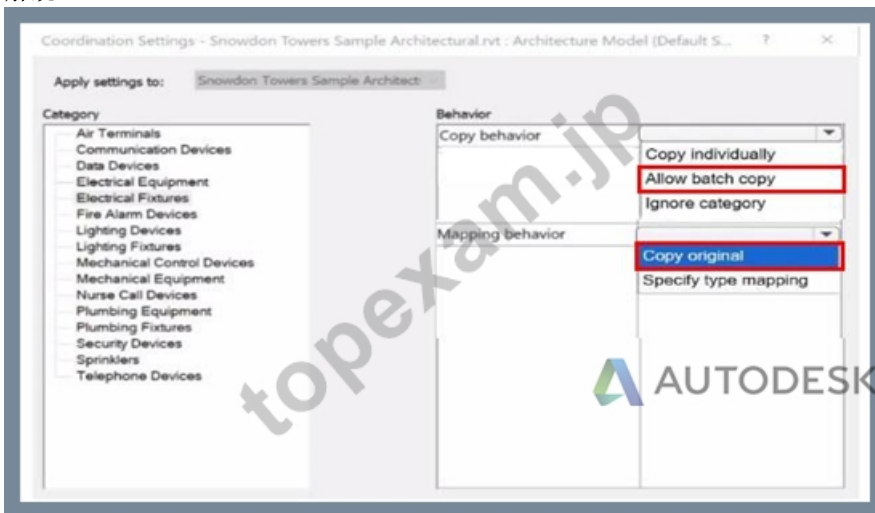 Coordination Settings - Snowdon Towers Sample Architectural.rvt : Architecture Model (Default S... ? ×
Apply settings to: Snowdon Towers Sample Architect
Category
Air Terminals
Communication Devices
Data Devices
Electrical Equipment
Electrical Fixtures
Fire Alarm Devices
Lighting Devices
Lighting Fixtures
Mechanical Control Devices
Mechanical Equipment
Nurse Call Devices
Plumbing Equipment
Plumbing Fixtures
Security Devices
Sprinklers
Telephone Devices
Behavior
Copy behavior
Copy individually
Allow batch copy
Ignore category
Mapping behavior
Copy original
Specify type mapping
AUTODESK
topexam.jp